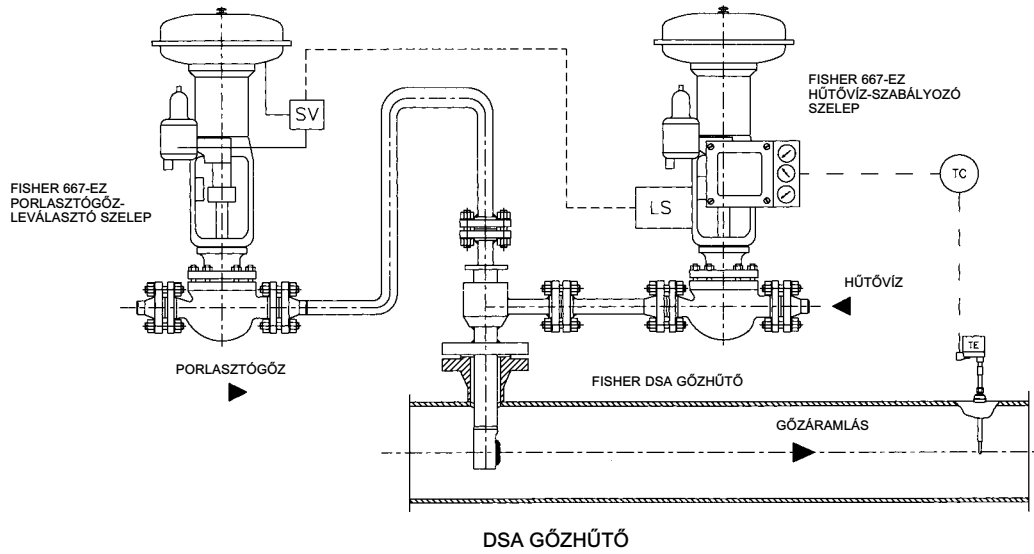 SV
FISHER 667-EZ
HŰTŐVÍZ-SZABÁLYOZÓ
SZELEP
FISHER 667-EZ
PORLASZTÓGŐZ-
LEVÁLASZTÓ SZELEP
LS
TC
HŰTŐVÍZ
PORLASZTÓGŐZ
TE
FISHER DSA GŐZHŰTŐ
GŐZÁRAMLÁS
DSA GŐZHŰTŐ